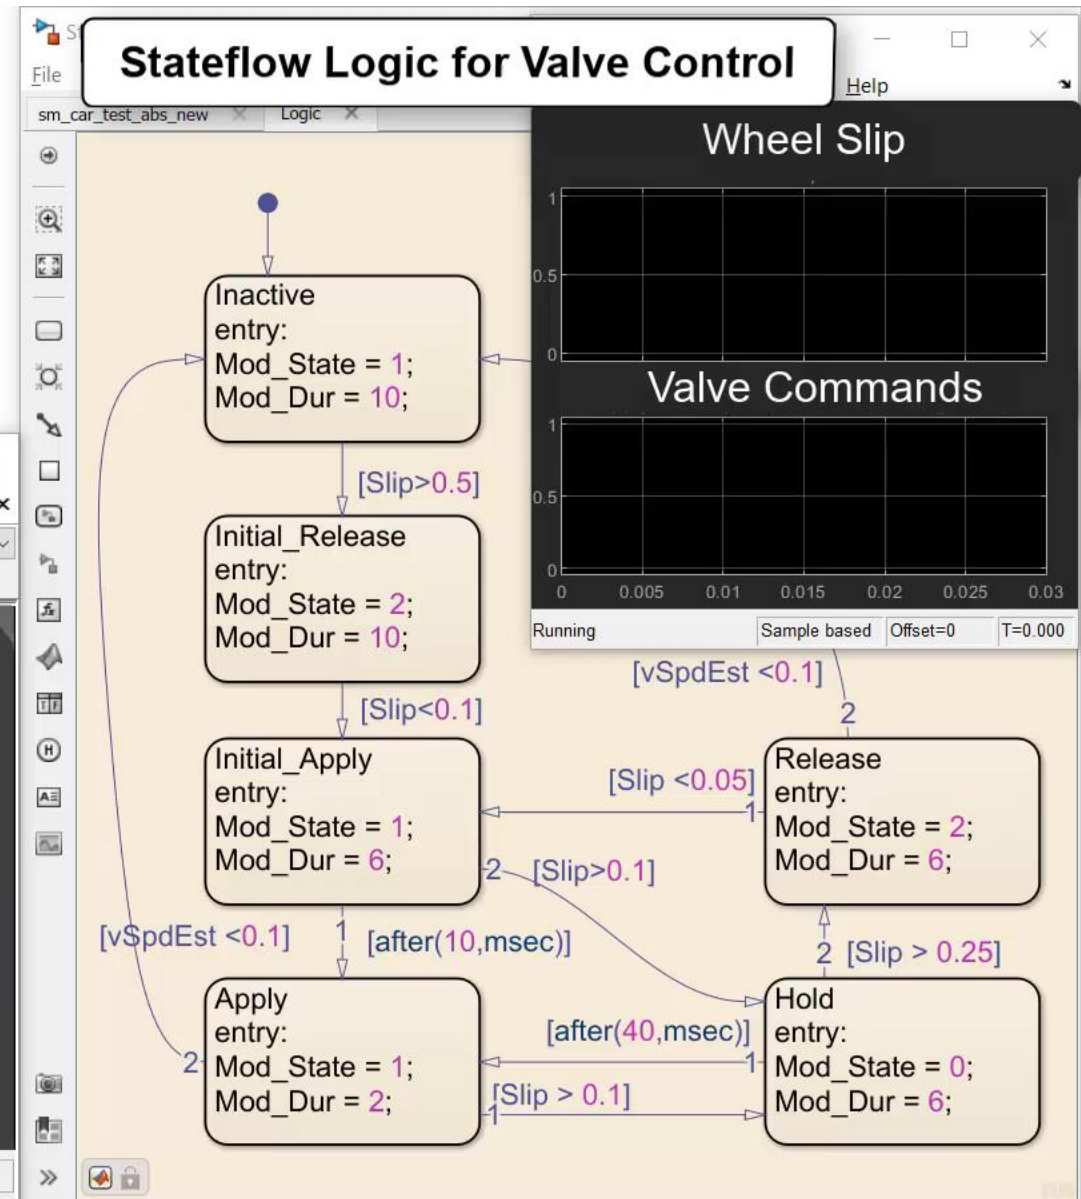 Stateflow Logic for Valve Control
File
Help
sm_car_test_abs_new
Logic
Wheel Slip
1
0.5
0
Valve Commands
1
0.5
0
0 0.005 0.01 0.015 0.02 0.025 0.03
Running Sample based Offset=0 T=0.000
Inactive
entry:
Mod_State = 1;
Mod_Dur = 10;
[Slip>0.5]
Initial_Release
entry:
Mod_State = 2;
Mod_Dur = 10;
[vSpdEst <0.1]
2
[Slip<0.1]
Initial_Apply
entry:
Mod_State = 1;
Mod_Dur = 6;
[Slip <0.05]
1
Release
entry:
Mod_State = 2;
Mod_Dur = 6;
2
[Slip>0.1]
[vSpdEst <0.1]
1
[after(10,msec)]
2
[Slip > 0.25]
Apply
entry:
Mod_State = 1;
Mod_Dur = 2;
2
[after(40,msec)]
1
[Slip > 0.1]
1
Hold
entry:
Mod_State = 0;
Mod_Dur = 6;